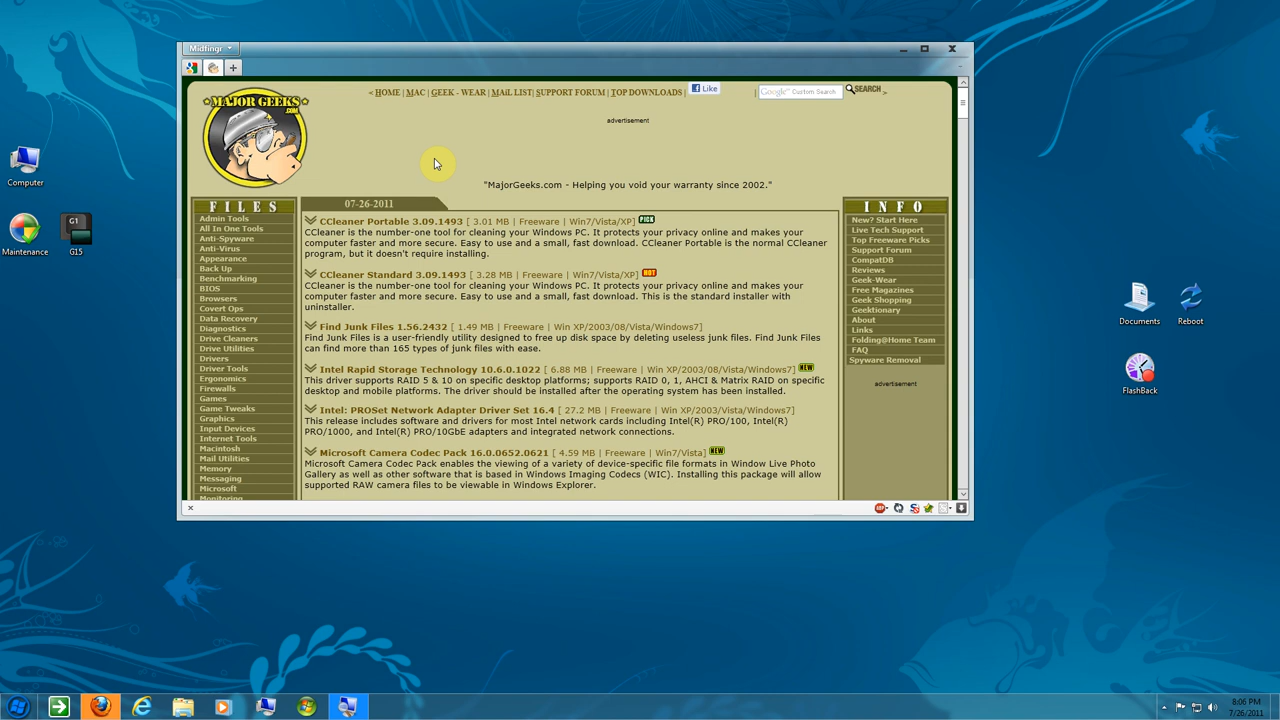 Midfingr
MAJOR GEEKS
.COM
< HOME | MAC | GEEK - WEAR | MAIL LIST| SUPPORT FORUM | TOP DOWNLOADS |
Like
| Google™ Custom Search SEARCH >
advertisement
"MajorGeeks.com - Helping you void your warranty since 2002."
FILES
Admin Tools
All In One Tools
Anti-Spyware
Anti-Virus
Appearance
Back Up
Benchmarking
BIOS
Browsers
Covert Ops
Data Recovery
Diagnostics
Drive Cleaners
Drive Utilities
Drivers
Driver Tools
Ergonomics
Firewalls
Games
Game Tweaks
Graphics
Input Devices
Internet Tools
Macintosh
Mail Utilities
Memory
Messaging
Microsoft
Monitoring
07-26-2011
CCleaner Portable 3.09.1493 [ 3.01 MB | Freeware | Win7/Vista/XP] PICK
CCleaner is the number-one tool for cleaning your Windows PC. It protects your privacy online and makes your
computer faster and more secure. Easy to use and a small, fast download. CCleaner Portable is the normal CCleaner
program, but it doesn't require installing.
CCleaner Standard 3.09.1493 [ 3.28 MB | Freeware | Win7/Vista/XP] HOT
CCleaner is the number-one tool for cleaning your Windows PC. It protects your privacy online and makes your
computer faster and more secure. Easy to use and a small, fast download. This is the standard installer with
uninstaller.
Find Junk Files 1.56.2432 [ 1.49 MB | Freeware | Win XP/2003/08/Vista/Windows7]
Find Junk Files is a user-friendly utility designed to free up disk space by deleting useless junk files. Find Junk Files
can find more than 165 types of junk files with ease.
Intel Rapid Storage Technology 10.6.0.1022 [ 6.88 MB | Freeware | Win XP/2003/08/Vista/Windows7] NEW
This driver supports RAID 5 & 10 on specific desktop platforms; supports RAID 0, 1, AHCI & Matrix RAID on specific
desktop and mobile platforms. The driver should be installed after the operating system has been installed.
Intel: PROSet Network Adapter Driver Set 16.4 [ 27.2 MB | Freeware | Win XP/2003/Vista/Windows7]
This release includes software and drivers for most Intel network cards including Intel(R) PRO/100, Intel(R)
PRO/1000, and Intel(R) PRO/10GbE adapters and integrated network connections.
Microsoft Camera Codec Pack 16.0.0652.0621 [ 4.59 MB | Freeware | Win7/Vista] NEW
Microsoft Camera Codec Pack enables the viewing of a variety of device-specific file formats in Window Live Photo
Gallery as well as other software that is based in Windows Imaging Codecs (WIC). Installing this package will allow
supported RAW camera files to be viewable in Windows Explorer.
INFO
New? Start Here
Live Tech Support
Top Freeware Picks
Support Forum
CompatDB
Reviews
Geek-Wear
Free Magazines
Geek Shopping
Geektionary
About
Links
Folding@Home Team
FAQ
Spyware Removal
advertisement
ABP
Computer
Maintenance
G1
G15
Documents
Reboot
FlashBack
8:06 PM
7/26/2011